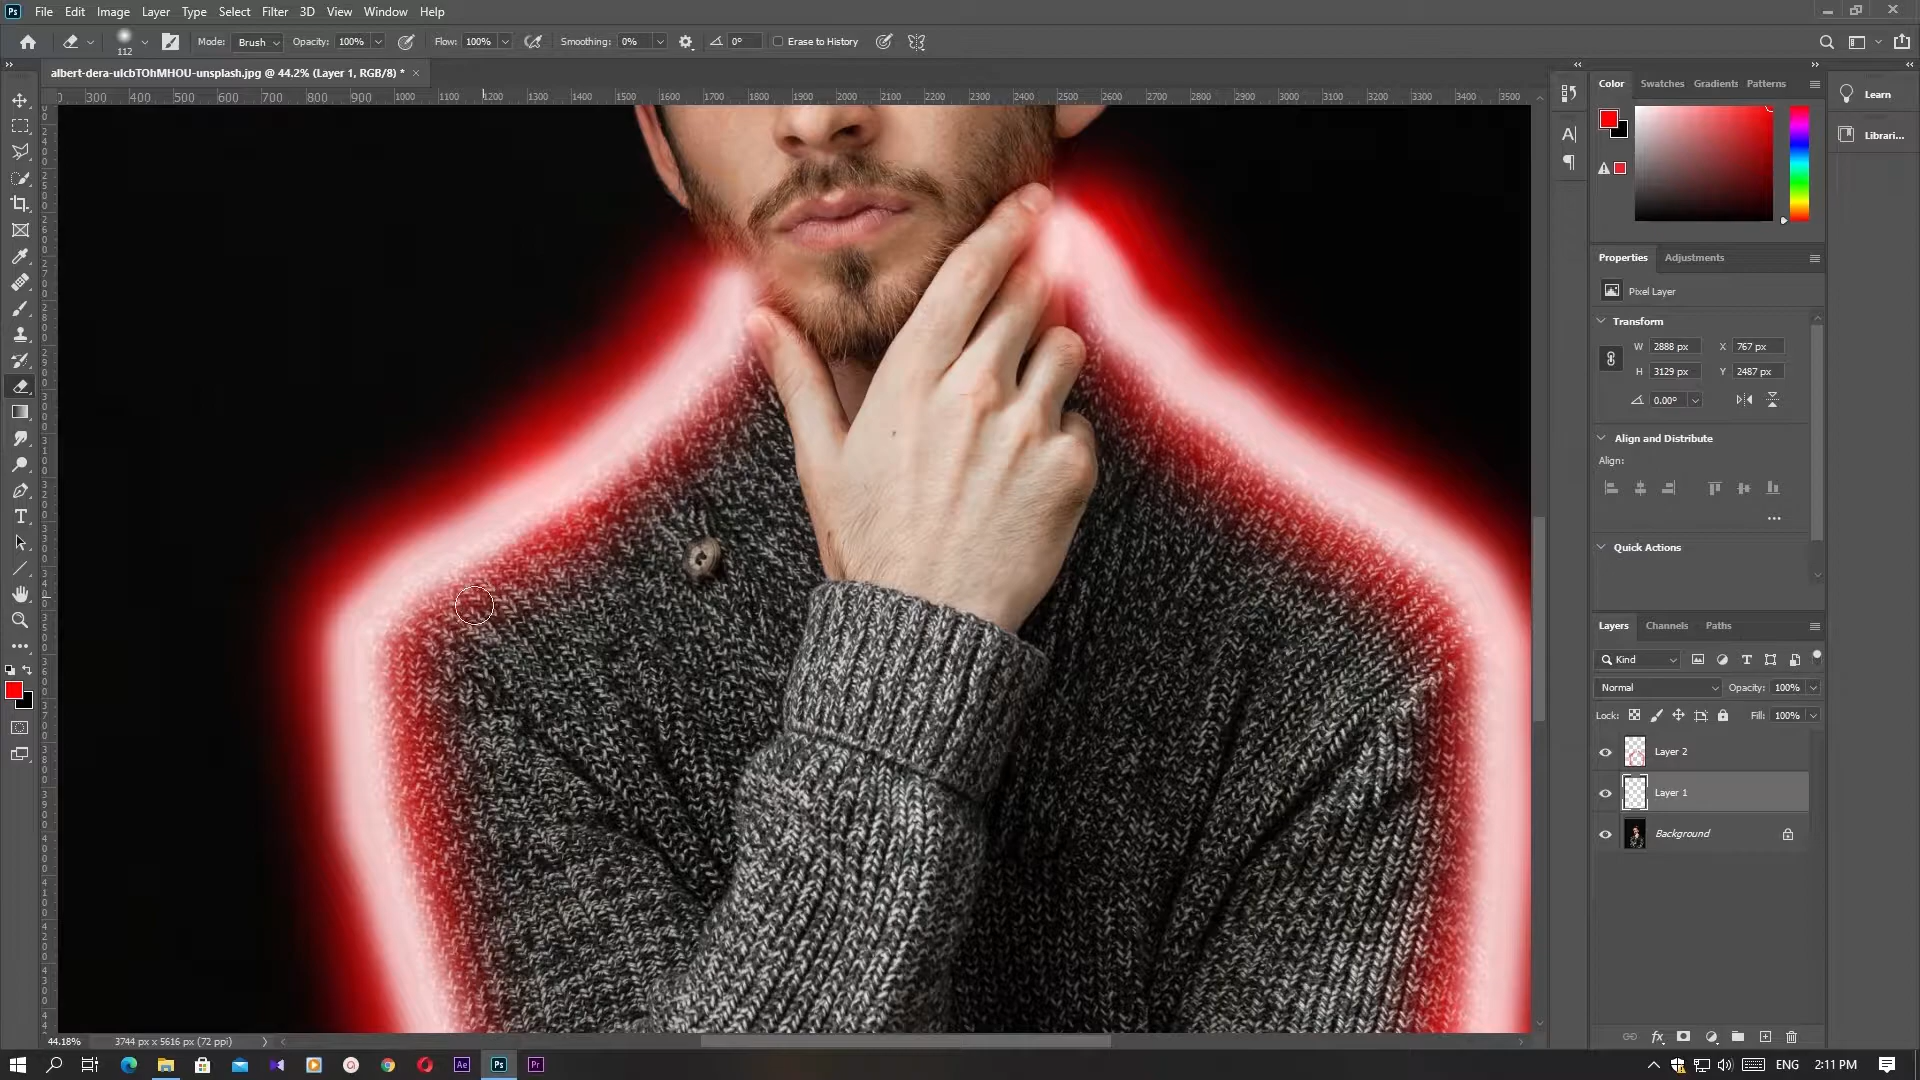 Ps File Edit Image Layer Type Select Filter 3D View Window Help
112 Mode: Brush Opacity: 100% Flow: 100% Smoothing: 0% 0° Erase to History
albert-dera-ulcbTOhMHOU-unsplash.jpg @ 44.2% (Layer 1, RGB/8) *
300 400 500 600 700 800 900 1000 1100 1200 1300 1400 1500 1600 1700 1800 1900 2000 2100 2200 2300 2400 2500 2600 2700 2800 2900 3000 3100 3200 3300 3400 3500
Color Swatches Gradients Patterns
Learn
Librari...
Properties Adjustments
Pixel Layer
Transform
W 2888 px X 767 px
H 3129 px Y 2487 px
0.00°
Align and Distribute
Align:
Quick Actions
Layers Channels Paths
Kind
Normal Opacity: 100%
Lock: Fill: 100%
Layer 2
Layer 1
Background
fx
44.18% 3744 px x 5616 px (72 ppi)
Ae Ps Pr ENG 2:11 PM